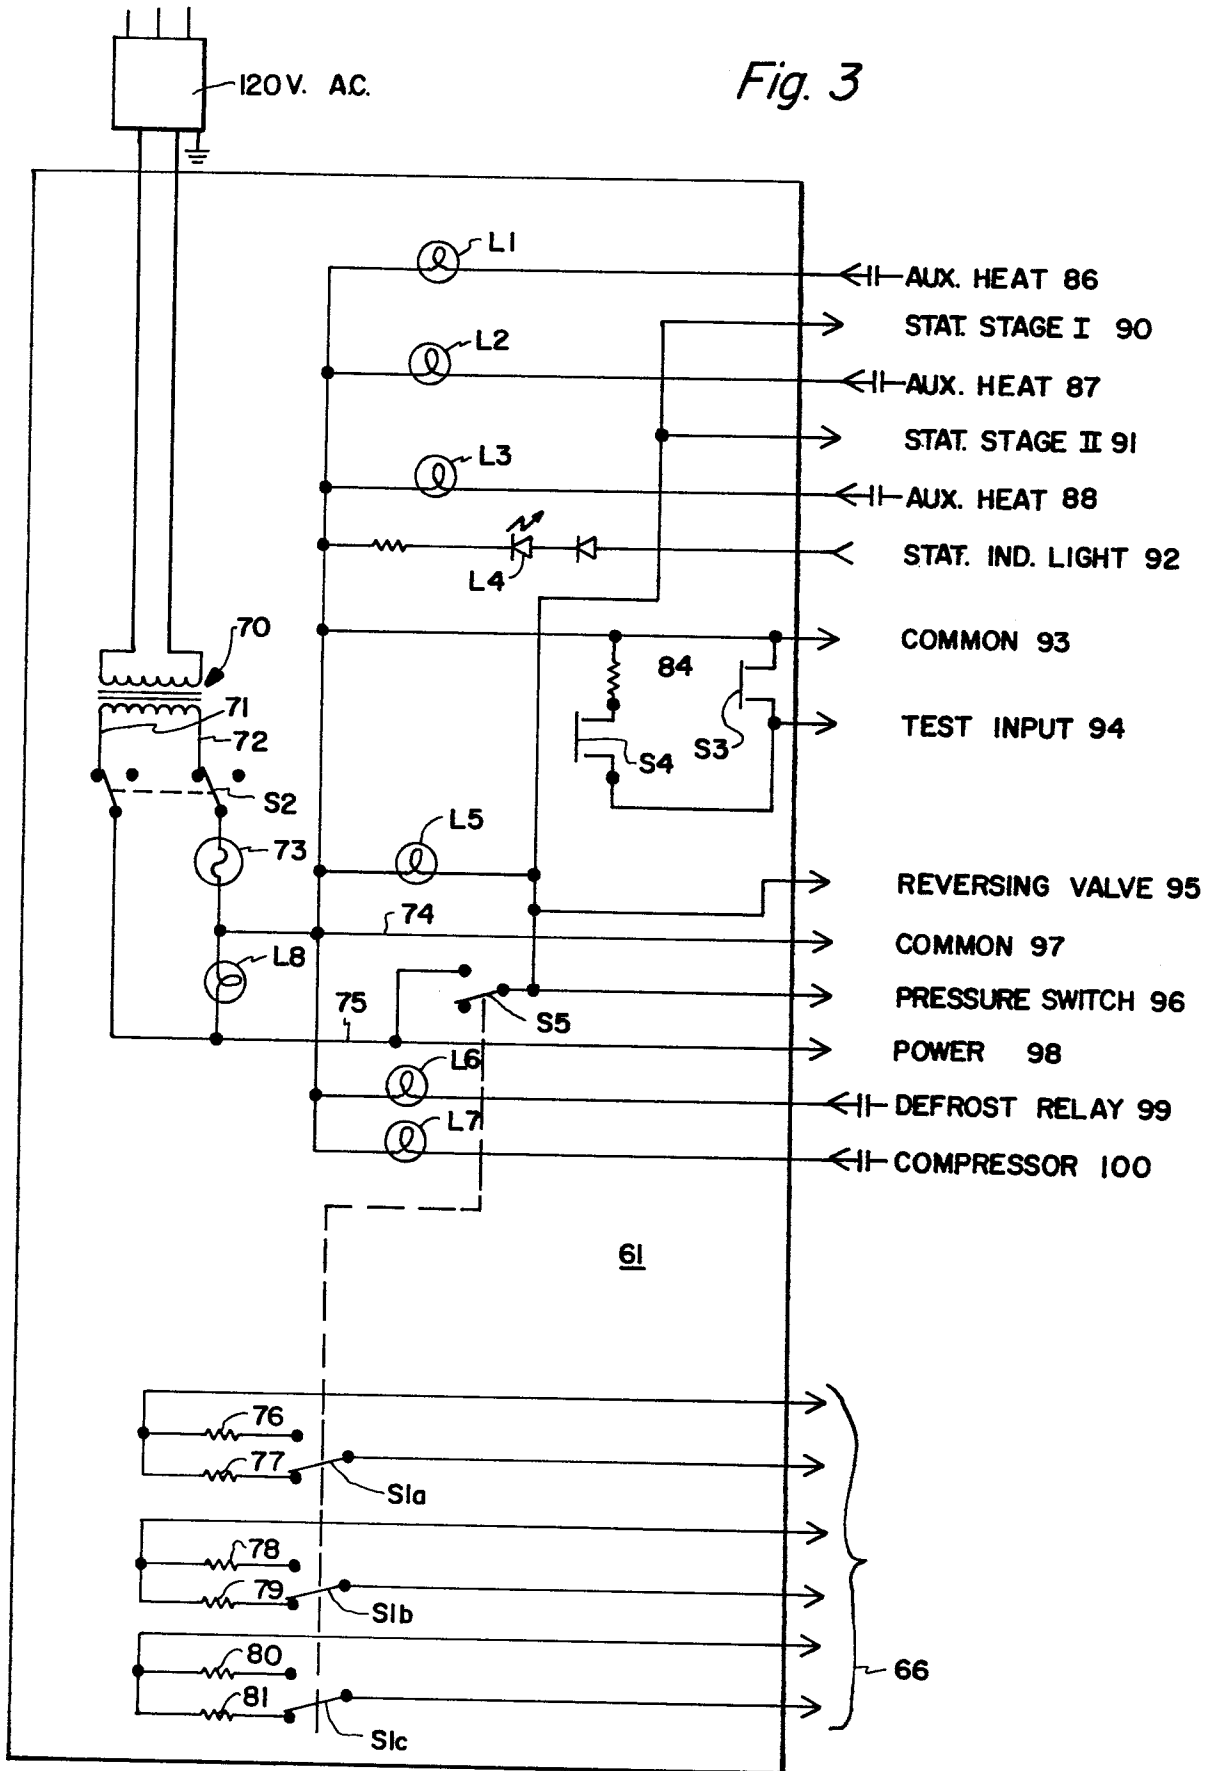 120V. A.C.
Fig. 3
L1
AUX. HEAT 86
STAT. STAGE I 90
L2
AUX. HEAT 87
STAT. STAGE II 91
L3
AUX. HEAT 88
L4
STAT. IND. LIGHT 92
70
COMMON 93
84
71
72
S3
TEST INPUT 94
S4
S2
L5
73
REVERSING VALVE 95
74
COMMON 97
L8
75
S5
PRESSURE SWITCH 96
POWER 98
L6
DEFROST RELAY 99
L7
COMPRESSOR 100
61
76
77
S1a
78
79
S1b
80
66
81
S1c